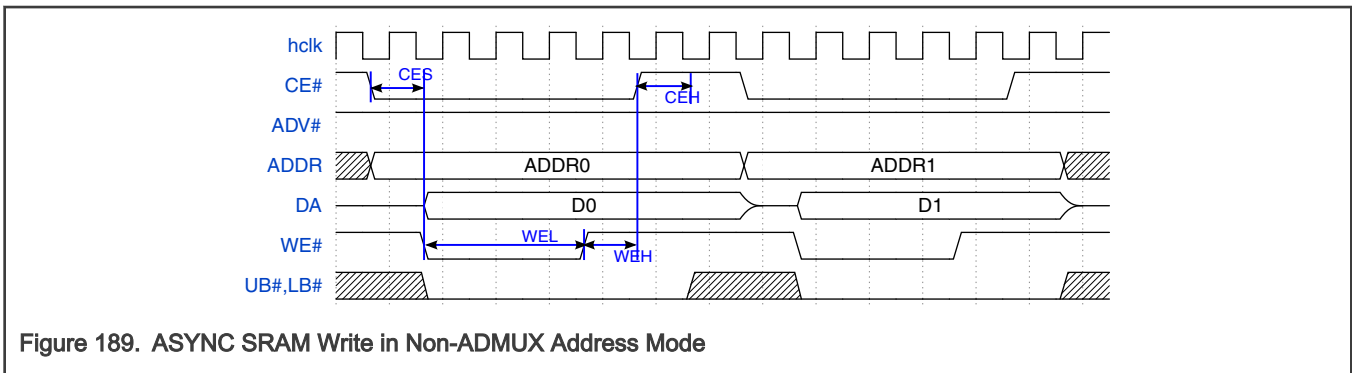 hclk
CE#
CES
CEH
ADV#
ADDR
ADDR0
ADDR1
DA
D0
D1
WE#
WEL
WEH
UB#,LB#
Figure 189. ASYNC SRAM Write in Non-ADMUX Address Mode